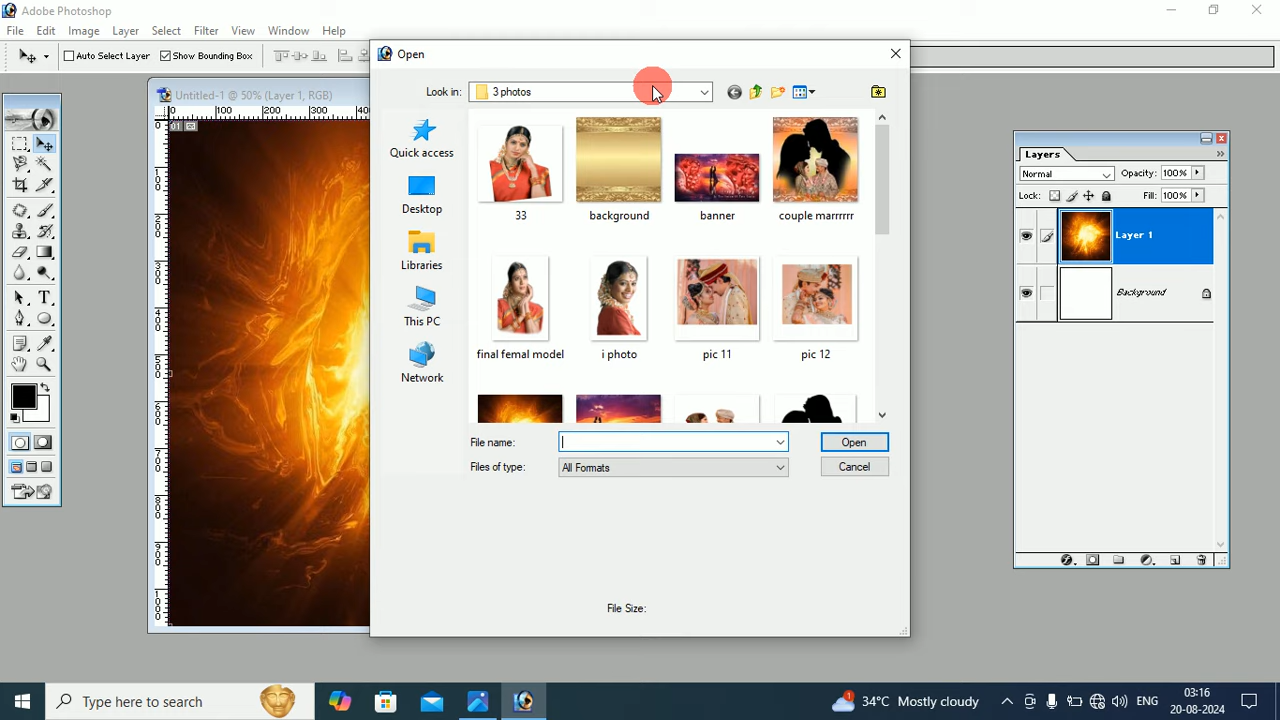 Adobe Photoshop
File Edit Image Layer Select Filter View Window Help
Auto Select Layer Show Bounding Box
Open
Look in: 3 photos
Untitled-1 @ 50% (Layer 1, RGB)
Quick access
Desktop
Libraries
This PC
Network
33 background banner couple marrrrrr
final femal model i photo pic 11 pic 12
File name: Open
Files of type: All Formats Cancel
File Size:
Layers
Normal Opacity: 100%
Lock: Fill: 100%
Layer 1
Background
Type here to search
34°C Mostly cloudy
ENG
03:16
20-08-2024